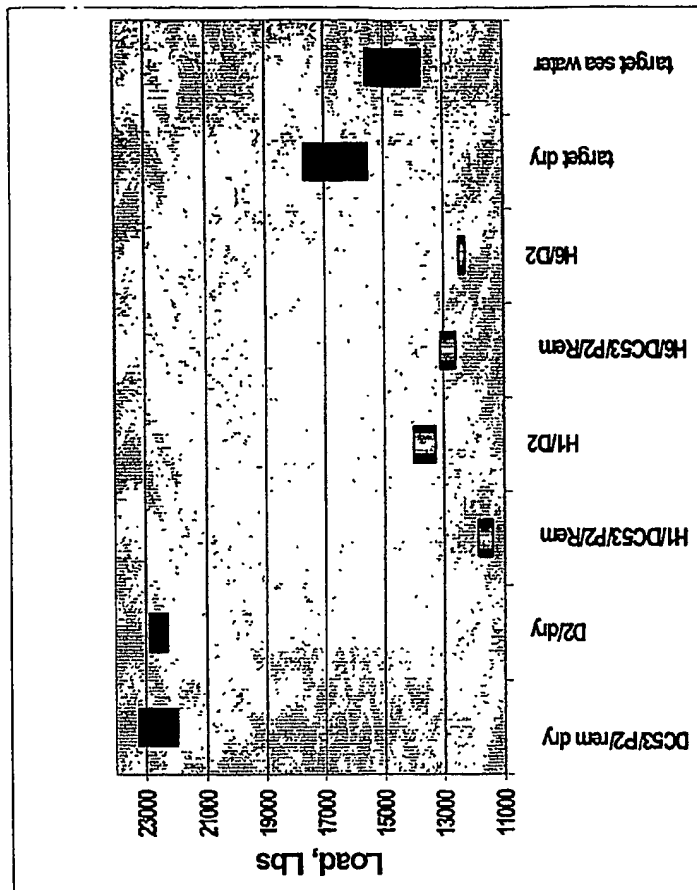 Load, Lbs
23000
21000
19000
17000
15000
13000
11000
DC53/P2/rem dry
D2/dry
H1/DC53/P2/Rem
H1/D2
H6/DC53/P2/Rem
H6/D2
target dry
target sea water